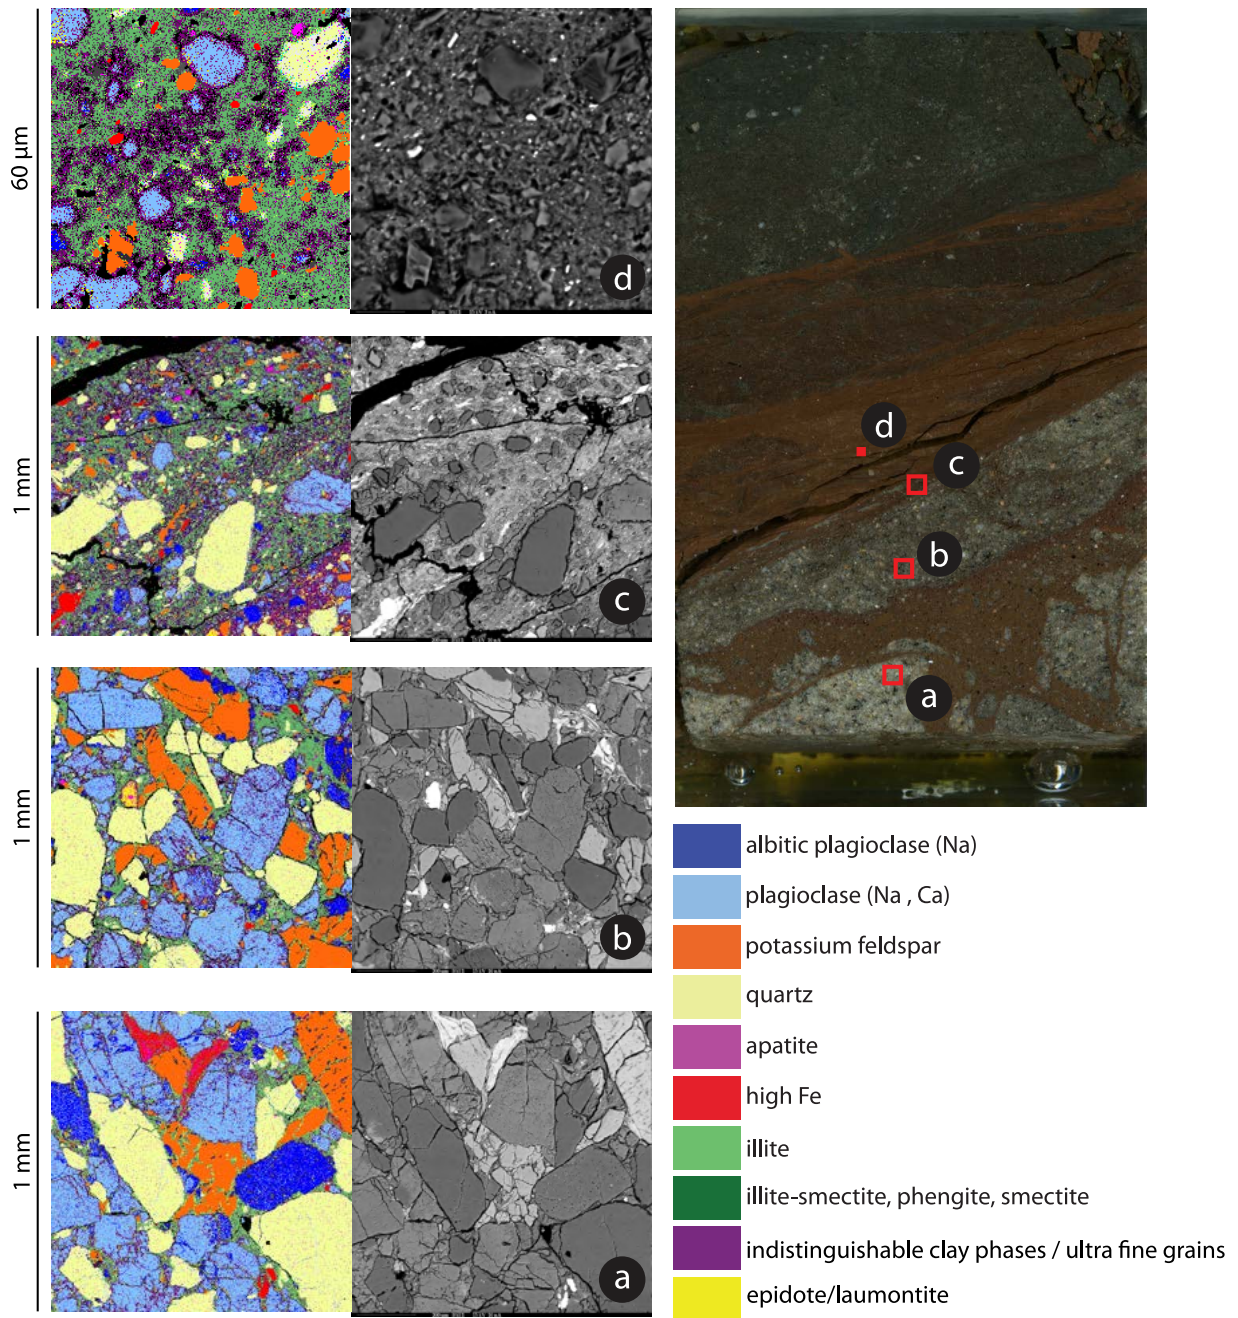 60 µm
d
1 mm
c
1 mm
b
1 mm
a
d
c
b
a
albitic plagioclase (Na)
plagioclase (Na , Ca)
potassium feldspar
quartz
apatite
high Fe
illite
illite-smectite, phengite, smectite
indistinguishable clay phases / ultra fine grains
epidote/laumontite